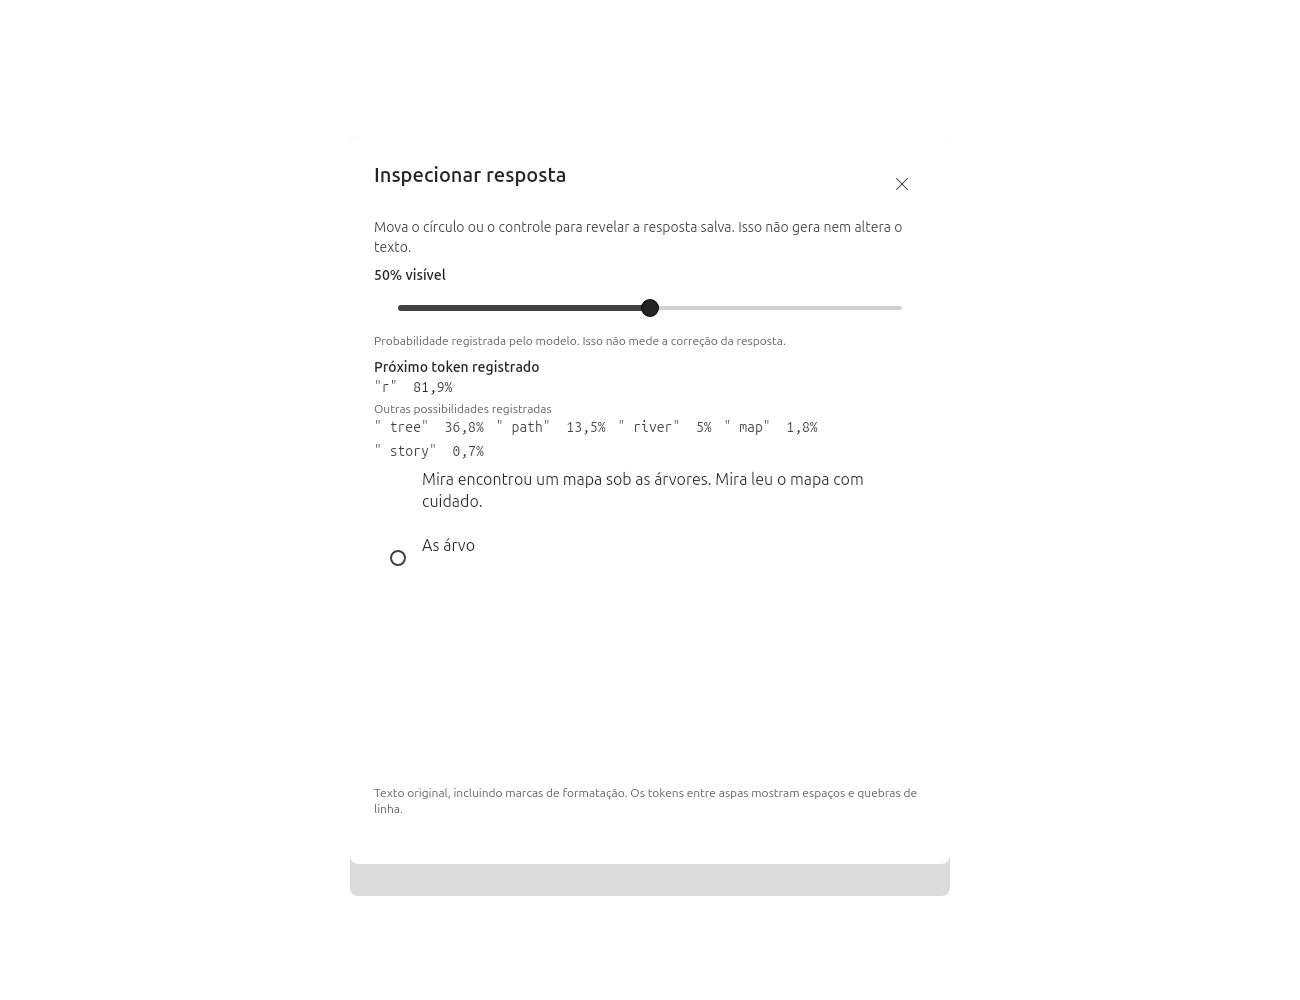 Inspecionar resposta
Mova o círculo ou o controle para revelar a resposta salva. Isso não gera nem altera o
texto.
50% visível
Probabilidade registrada pelo modelo. Isso não mede a correção da resposta.
Próximo token registrado
"r"  81,9%
Outras possibilidades registradas
" tree"  36,8% " path"  13,5% " river"  5% " map"  1,8%
" story"  0,7%
Mira encontrou um mapa sob as árvores. Mira leu o mapa com
cuidado.
As árvo
Texto original, incluindo marcas de formatação. Os tokens entre aspas mostram espaços e quebras de
linha.